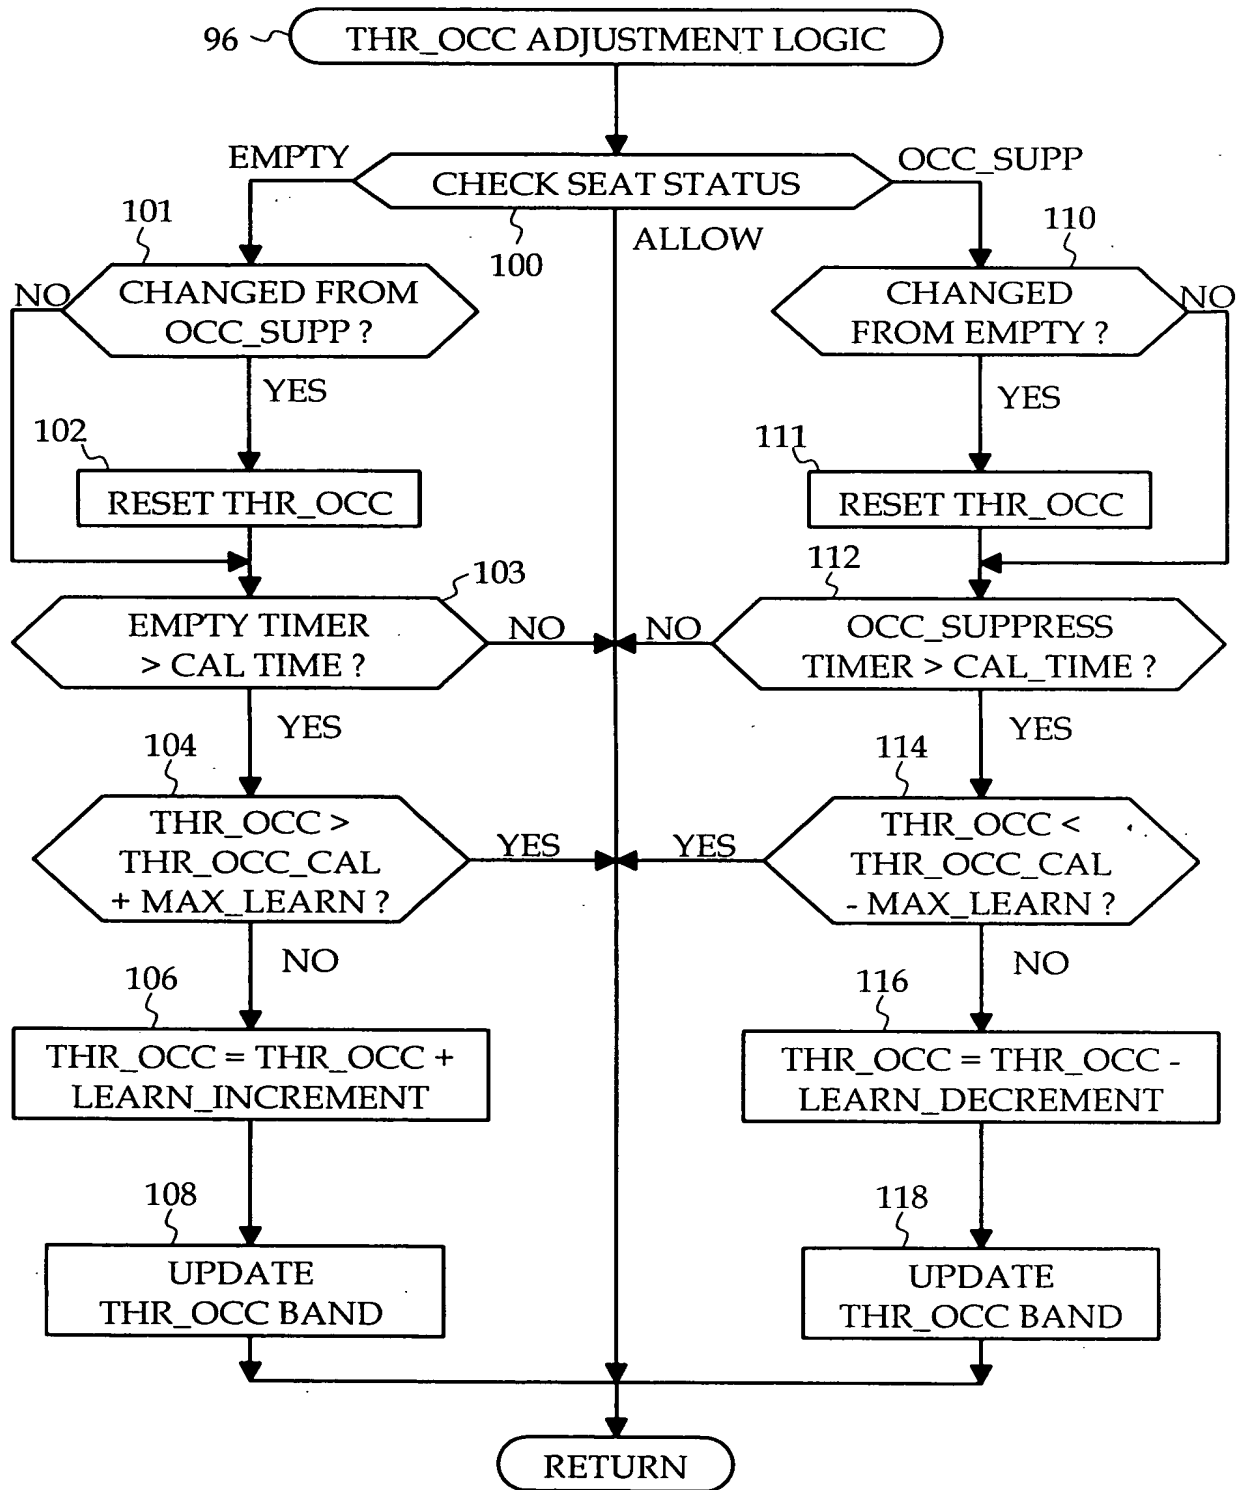 96
THR_OCC ADJUSTMENT LOGIC
EMPTY
OCC_SUPP
CHECK SEAT STATUS
100
ALLOW
101
110
NO
CHANGED FROM
OCC_SUPP ?
CHANGED
FROM EMPTY ?
NO
YES
YES
102
111
RESET THR_OCC
RESET THR_OCC
103
112
EMPTY TIMER
> CAL TIME ?
NO
NO
OCC_SUPPRESS
TIMER > CAL_TIME ?
YES
YES
104
114
THR_OCC >
THR_OCC_CAL
+ MAX_LEARN ?
YES
YES
THR_OCC <
THR_OCC_CAL
- MAX_LEARN ?
NO
NO
106
116
THR_OCC = THR_OCC +
LEARN_INCREMENT
THR_OCC = THR_OCC -
LEARN_DECREMENT
108
118
UPDATE
THR_OCC BAND
UPDATE
THR_OCC BAND
RETURN